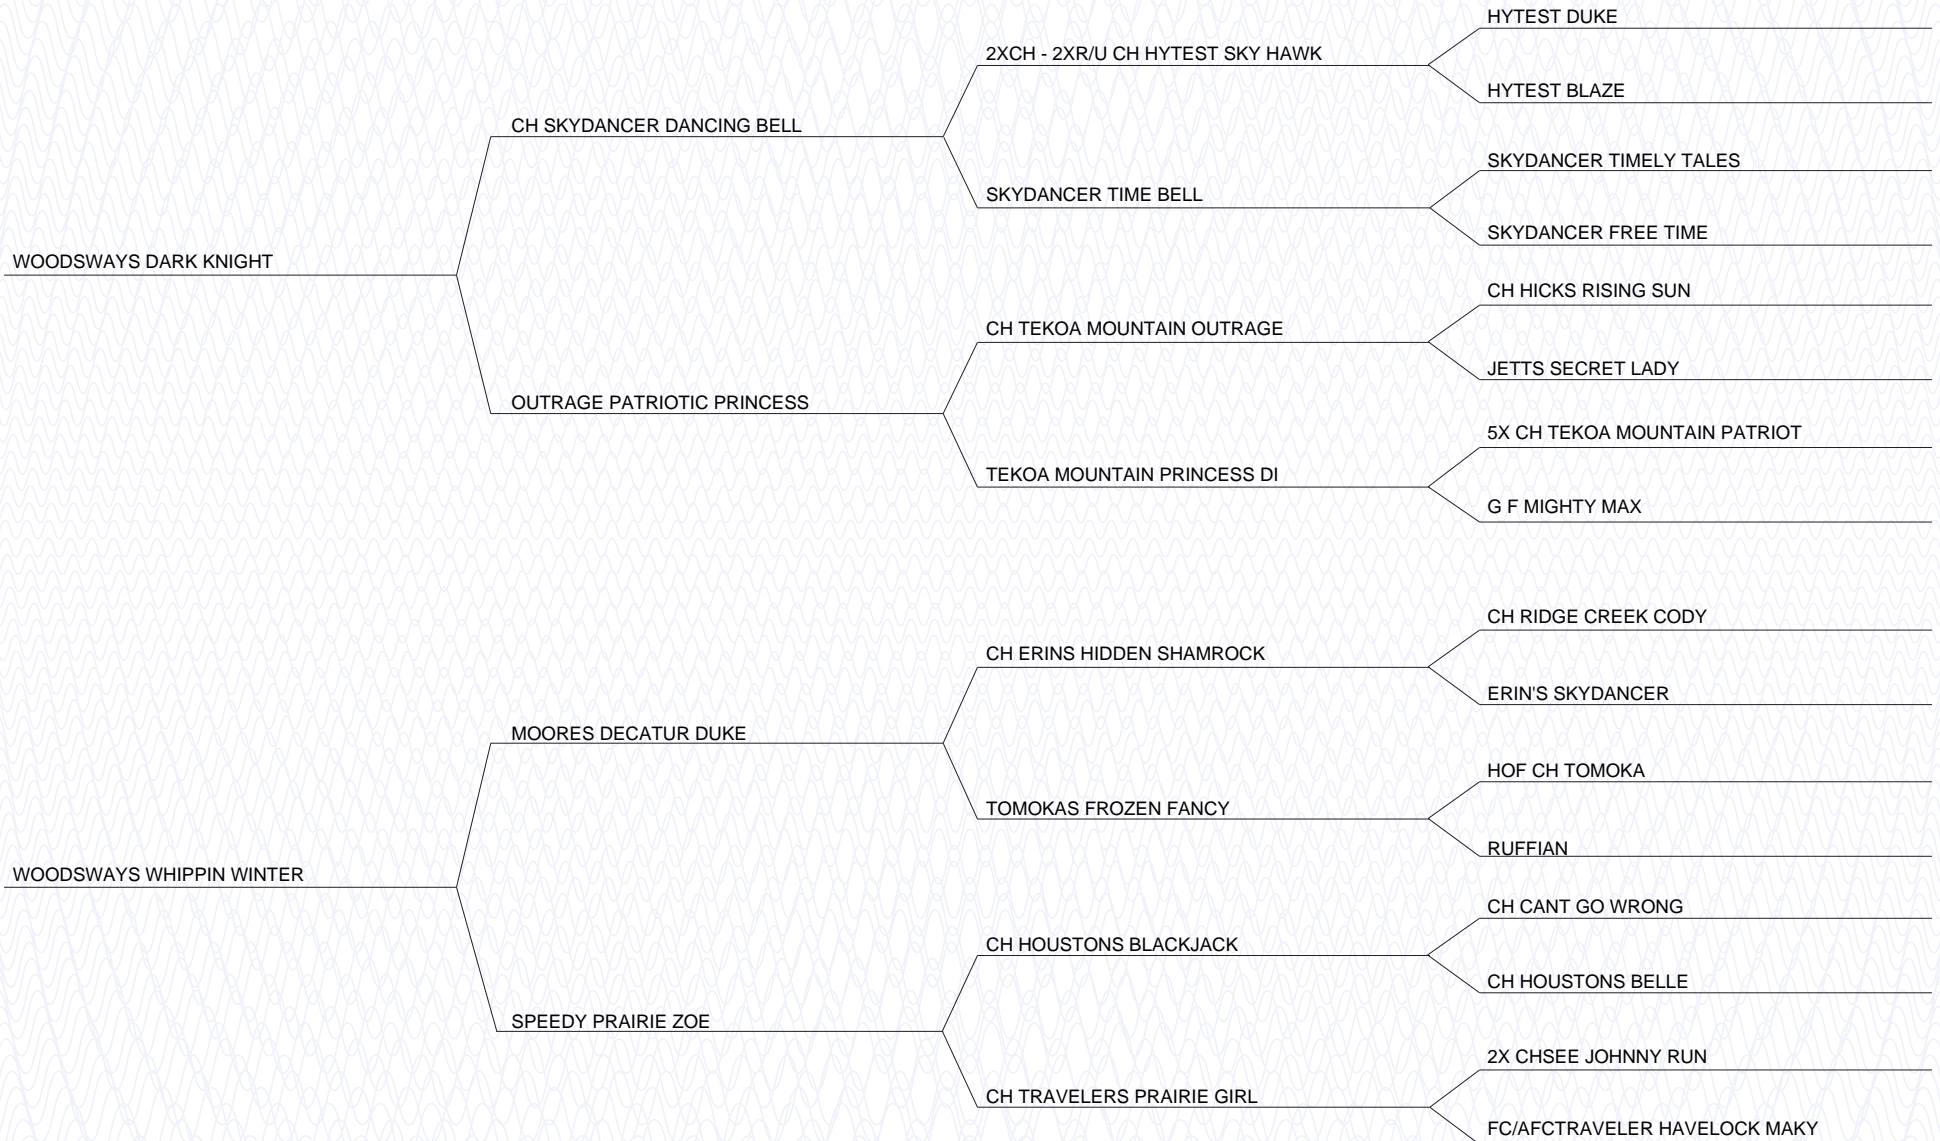 HYTEST DUKE
2XCH - 2XR/U CH HYTEST SKY HAWK
HYTEST BLAZE
CH SKYDANCER DANCING BELL
SKYDANCER TIMELY TALES
SKYDANCER TIME BELL
SKYDANCER FREE TIME
WOODSWAYS DARK KNIGHT
CH HICKS RISING SUN
CH TEKOA MOUNTAIN OUTRAGE
JETTS SECRET LADY
OUTRAGE PATRIOTIC PRINCESS
5X CH TEKOA MOUNTAIN PATRIOT
TEKOA MOUNTAIN PRINCESS DI
G F MIGHTY MAX
CH RIDGE CREEK CODY
CH ERINS HIDDEN SHAMROCK
ERIN'S SKYDANCER
MOORES DECATUR DUKE
HOF CH TOMOKA
TOMOKAS FROZEN FANCY
RUFFIAN
WOODSWAYS WHIPPIN WINTER
CH CANT GO WRONG
CH HOUSTONS BLACKJACK
CH HOUSTONS BELLE
SPEEDY PRAIRIE ZOE
2X CHSEE JOHNNY RUN
CH TRAVELERS PRAIRIE GIRL
FC/AFCTRAVELER HAVELOCK MAKY